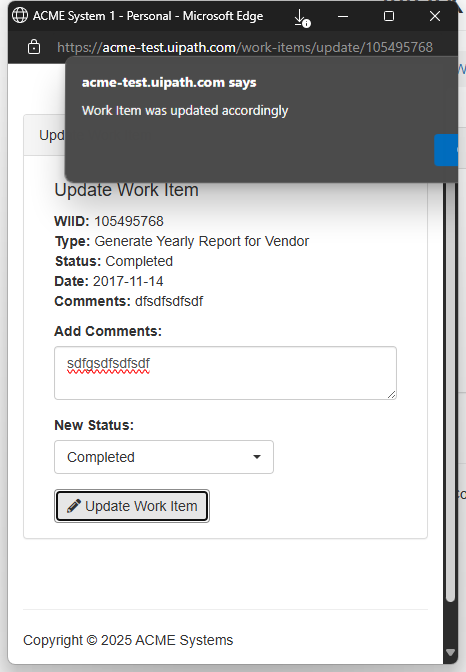 ACME System 1 - Personal - Microsoft Edge
https://acme-test.uipath.com/work-items/update/105495768
acme-test.uipath.com says
Work Item was updated accordingly
Upd
Update Work Item
WIID: 105495768
Type: Generate Yearly Report for Vendor
Status: Completed
Date: 2017-11-14
Comments: dfsdfsdfsdf
Add Comments:
sdfgsdfsdfsdf
New Status:
Completed
Update Work Item
Copyright © 2025 ACME Systems